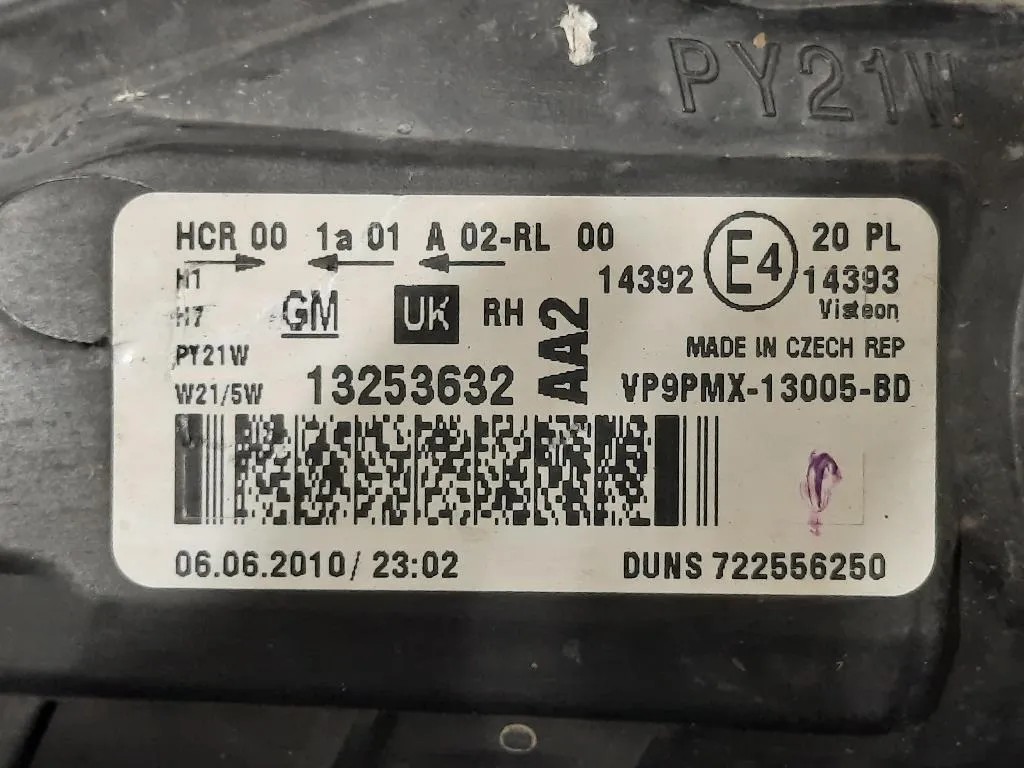 PY21W
HCR 00 1a 01 A 02-RL 00 E4 20 PL
H1 14392 14393
H7 GM UK RH AA2 Visteon
PY21W MADE IN CZECH REP
W21/5W 13253632 VP9PMX-13005-BD
06.06.2010/ 23:02 DUNS 722556250